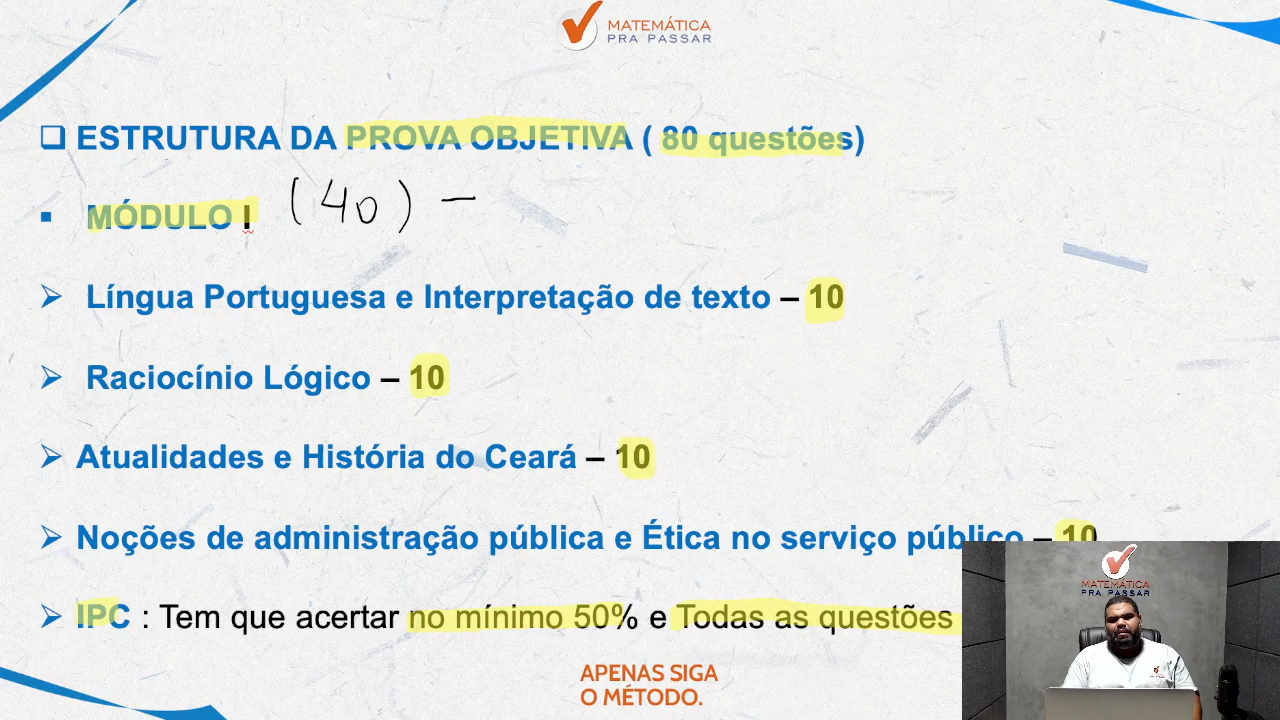 MATEMÁTICA
PRA PASSAR
❑ ESTRUTURA DA PROVA OBJETIVA ( 80 questões)
▪ MÓDULO I (40) –
➢ Língua Portuguesa e Interpretação de texto – 10
➢ Raciocínio Lógico – 10
➢ Atualidades e História do Ceará – 10
➢ Noções de administração pública e Ética no serviço público – 10
➢ IPC : Tem que acertar no mínimo 50% e Todas as questões
MATEMÁTICA
PRA PASSAR
APENAS SIGA
O MÉTODO.